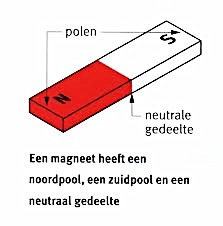 polen
S
N
neutrale
gedeelte
Een magneet heeft een
noordpool, een zuidpool en een
neutraal gedeelte